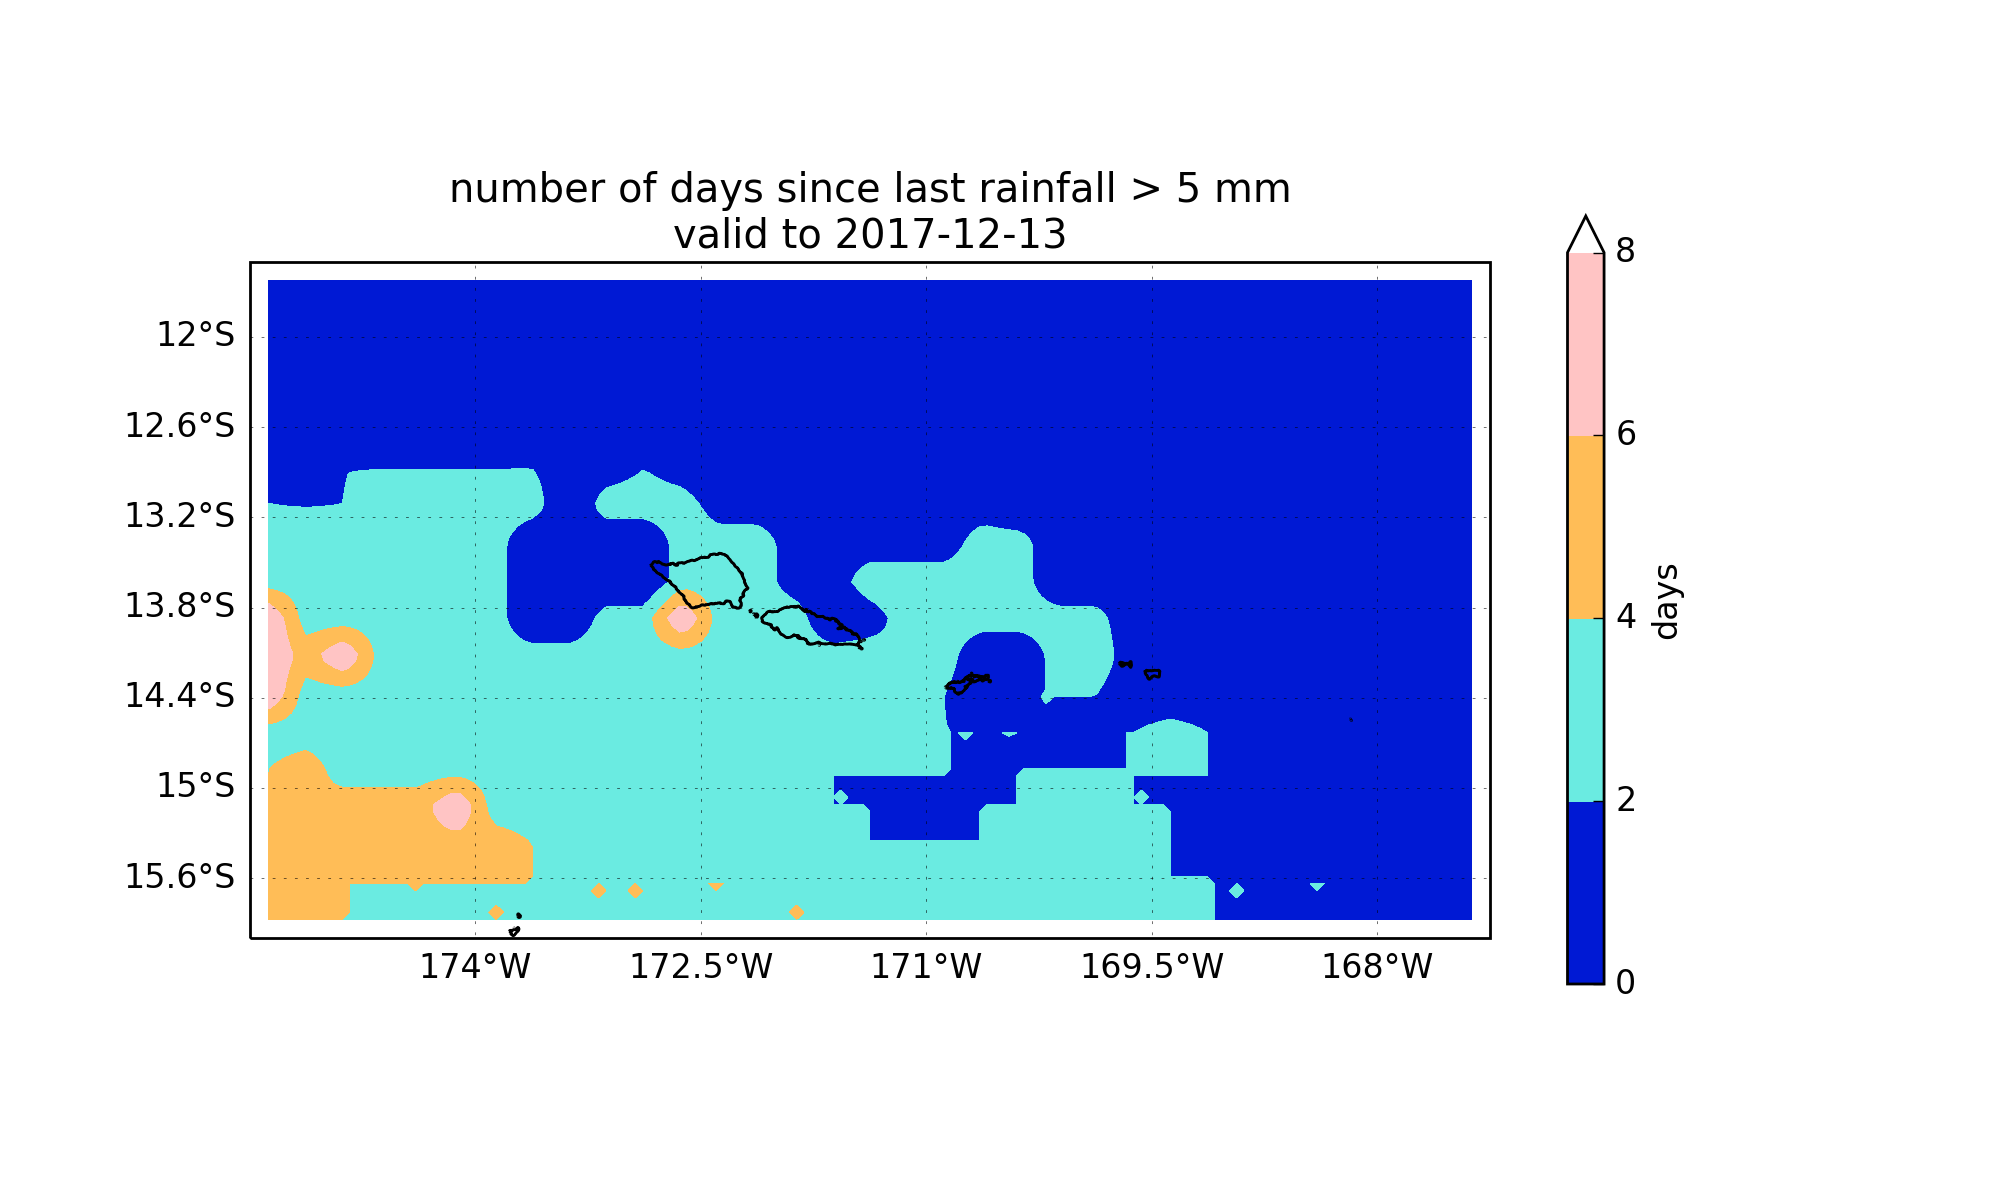 number of days since last rainfall > 5 mm
valid to 2017-12-13
12°S
12.6°S
13.2°S
13.8°S
14.4°S
15°S
15.6°S
174°W 172.5°W 171°W 169.5°W 168°W
8
6
4
2
0
days